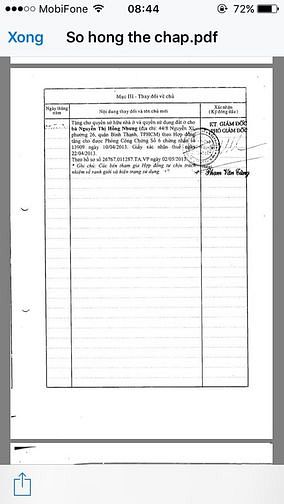 MobiFone
08:44
72%
Xong
So hong the chap.pdf
Mục III - Thay đổi về chủ
Ngày tháng năm
Nội dung thay đổi và tên chủ mới
Xác nhận
(Ký đóng dấu)
Tặng cho quyền sở hữu nhà ở và quyền sử dụng đất ở cho
bà Nguyễn Thị Hồng Nhung (địa chỉ: 44/8 Nguyễn Xí,
phường 26, quận Bình Thạnh, TPHCM) theo Hợp đồng
tặng cho được Phòng Công Chứng Số 6 chứng nhận số
13909 ngày 10/04/2013. Giấy xác nhận thuế ngày
22/04/2013.
Theo hồ sơ số 26767.011287.TA.VP ngày 02/05/2013
* Ghi chú: Các bên tham gia Hợp đồng tự chịu trách
nhiệm về ranh giới và hiện trạng sử dụng.
KT. GIÁM ĐỐC
PHÓ GIÁM ĐỐC
Phạm Văn Càng